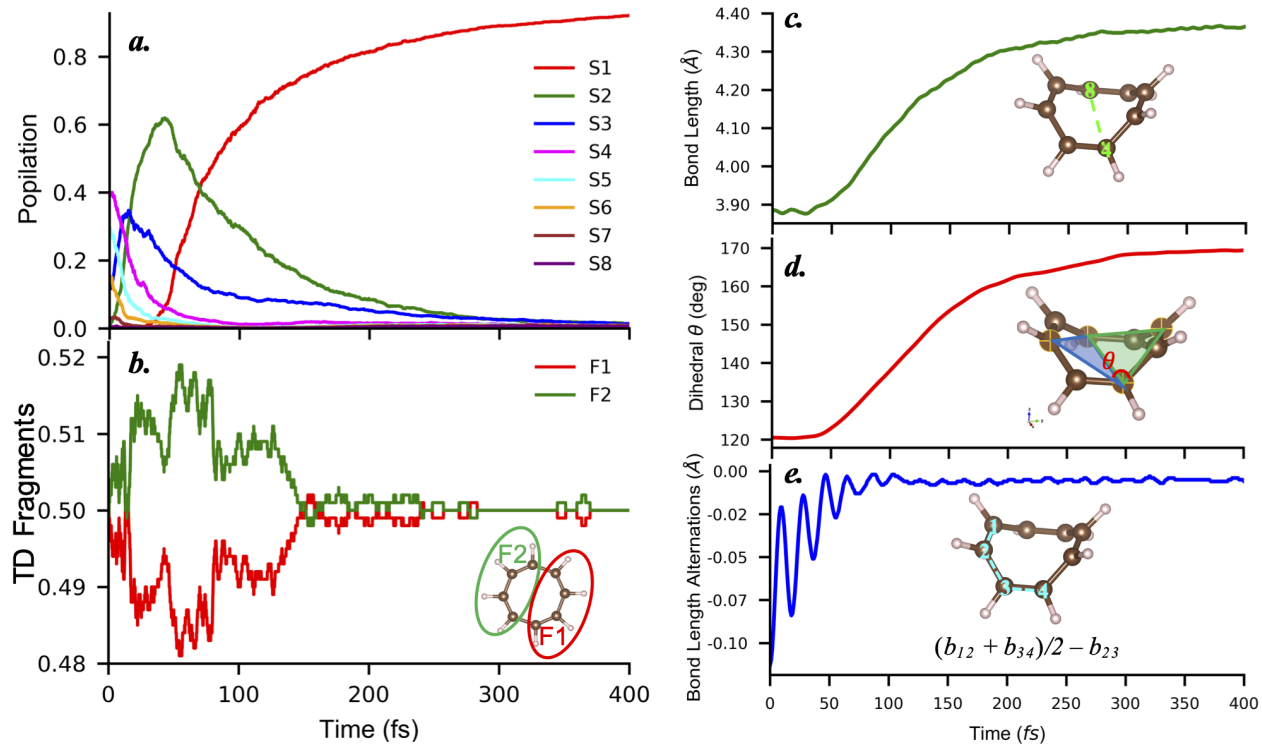 a.
Popilation
0.8
0.6
0.4
0.2
0.0
S1
S2
S3
S4
S5
S6
S7
S8
b.
TD Fragments
0.52
0.51
0.50
0.49
0.48
F1
F2
F2
F1
0 100 200 300 400
Time (fs)
c.
Bond Length (Å)
4.40
4.30
4.20
4.10
4.00
3.90
8
4
d.
Dihedral θ (deg)
170
160
150
140
130
120
θ
e.
Bond Length Alternations (Å)
0.00
-0.02
-0.05
-0.07
-0.10
1
2
3 4
(b12 + b34)/2 – b23
0 50 100 150 200 250 300 350 400
Time (fs)